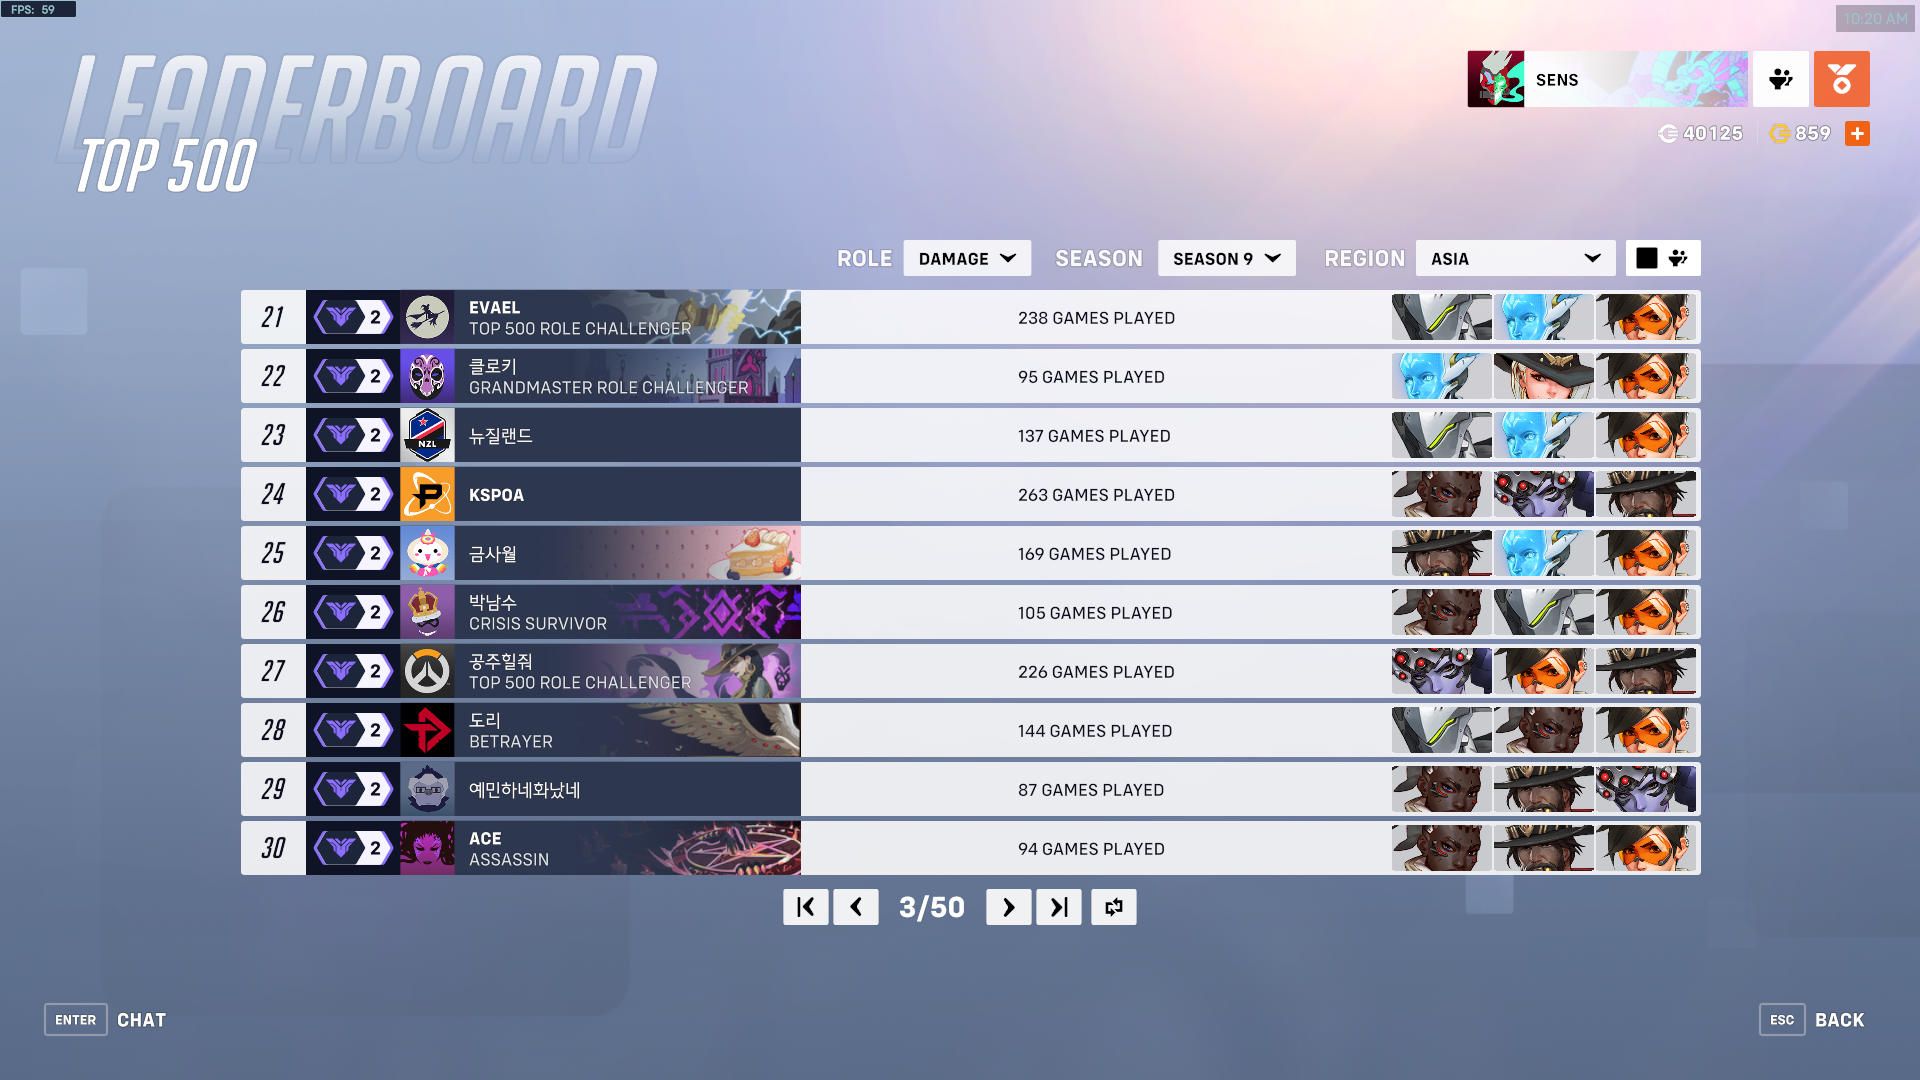 FPS: 59
10:20 AM
LEADERBOARD
TOP 500
SENS
40125
859
ROLE DAMAGE SEASON SEASON 9 REGION ASIA
21 2 EVAEL
TOP 500 ROLE CHALLENGER
238 GAMES PLAYED
22 2 클로키
GRANDMASTER ROLE CHALLENGER
95 GAMES PLAYED
23 2 NZL 뉴질랜드
137 GAMES PLAYED
24 2 KSPOA
263 GAMES PLAYED
25 2 금사월
169 GAMES PLAYED
26 2 박남수
CRISIS SURVIVOR
105 GAMES PLAYED
27 2 공주힐줘
TOP 500 ROLE CHALLENGER
226 GAMES PLAYED
28 2 도리
BETRAYER
144 GAMES PLAYED
29 2 예민하네화났네
87 GAMES PLAYED
30 2 ACE
ASSASSIN
94 GAMES PLAYED
3/50
ENTER CHAT
ESC BACK